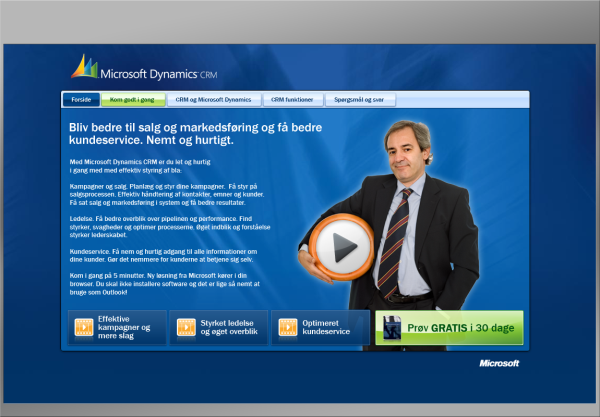 Microsoft Dynamics CRM
Forside
Kom godt i gang
CRM og Microsoft Dynamics
CRM funktioner
Spørgsmål og svar
Bliv bedre til salg og markedsføring og få bedre
kundeservice. Nemt og hurtigt.
Med Microsoft Dynamics CRM er du let og hurtig
i gang med med effektiv styring af bla:
Kampagner og salg. Planlæg og styr dine kampagner. Få styr på
salgsprocessen. Effektiv håndtering af kontakter, emner og kunder.
Få sat salg og markedsføring i system og få bedre resultater.
Ledelse. Få bedre overblik over pipelinen og performance. Find
styrker, svagheder og optimer processerne. Øget indblik og forståelse
styrker lederskabet.
Kundeservice. Få nem og hurtig adgang til alle informationer om
dine kunder. Gør det nemmere for kunderne at betjene sig selv.
Kom i gang på 5 minutter. Ny løsning fra Microsoft kører i din
browser. Du skal ikke installere software og det er lige så nemt at
bruge som Outlook!
Effektive
kampagner og
mere slag
Styrket ledelse
og øget overblik
Optimeret
kundeservice
Prøv GRATIS i 30 dage
Microsoft